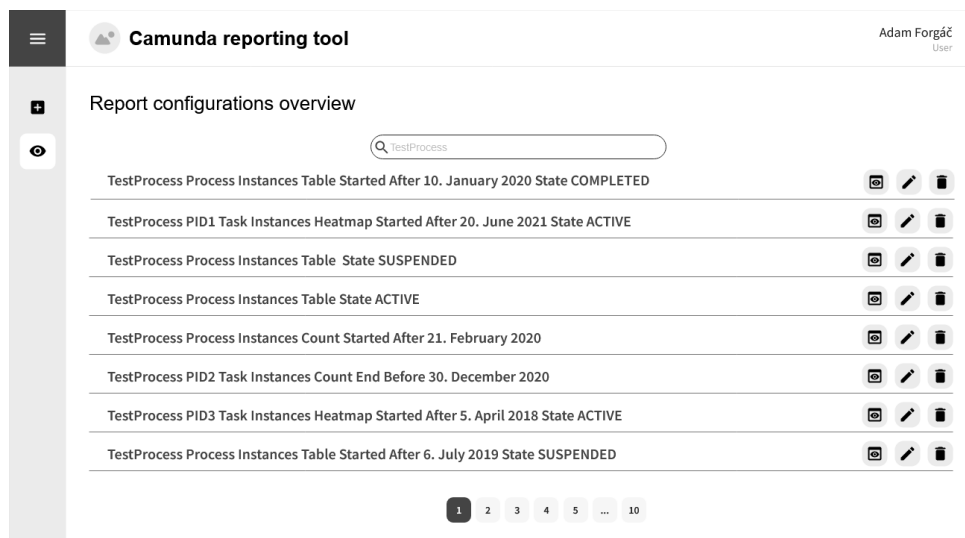 Camunda reporting tool
Adam Forgáč
User
Report configurations overview
TestProcess
TestProcess Process Instances Table Started After 10. January 2020 State COMPLETED
TestProcess PID1 Task Instances Heatmap Started After 20. June 2021 State ACTIVE
TestProcess Process Instances Table  State SUSPENDED
TestProcess Process Instances Table State ACTIVE
TestProcess Process Instances Count Started After 21. February 2020
TestProcess PID2 Task Instances Count End Before 30. December 2020
TestProcess PID3 Task Instances Heatmap Started After 5. April 2018 State ACTIVE
TestProcess Process Instances Table Started After 6. July 2019 State SUSPENDED
1 2 3 4 5 ... 10